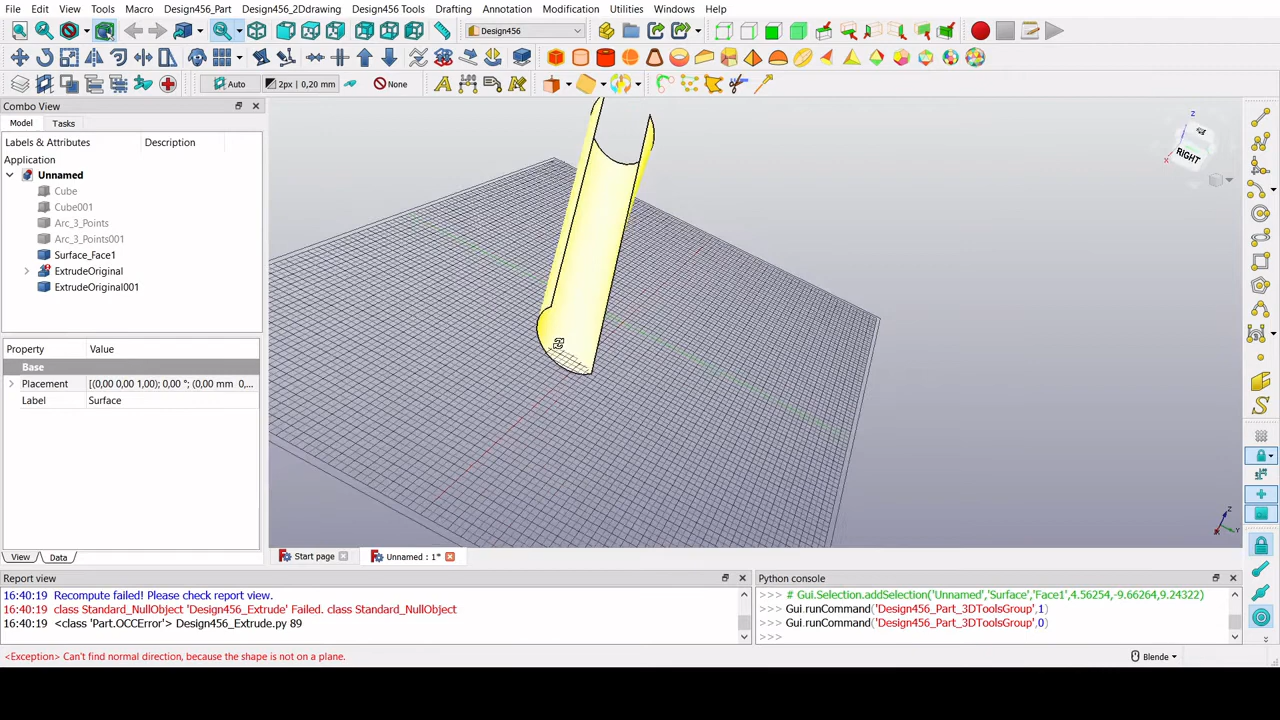 File Edit View Tools Macro Design456_Part Design456_2Ddrawing Design456 Tools Drafting Annotation Modification Utilities Windows Help
Design456
Auto 2px | 0,20 mm None
Combo View
Model Tasks
Labels & Attributes Description
Application
Unnamed
Cube
Cube001
Arc_3_Points
Arc_3_Points001
Surface_Face1
ExtrudeOriginal
ExtrudeOriginal001
Property Value
Base
Placement [(0,00 0,00 1,00); 0,00 °; (0,00 mm 0,...
Label Surface
View Data
Z
RIGHT
X
Z
X
Y
Start page Unnamed : 1*
Report view
16:40:19 Recompute failed! Please check report view.
16:40:19 class Standard_NullObject 'Design456_Extrude' Failed. class Standard_NullObject
16:40:19 <class 'Part.OCCError'> Design456_Extrude.py 89
Python console
>>> # Gui.Selection.addSelection('Unnamed','Surface','Face1',4.56254,-9.66264,9.24322)
>>> Gui.runCommand('Design456_Part_3DToolsGroup',1)
>>> Gui.runCommand('Design456_Part_3DToolsGroup',0)
>>>
<Exception> Can't find normal direction, because the shape is not on a plane.
Blende